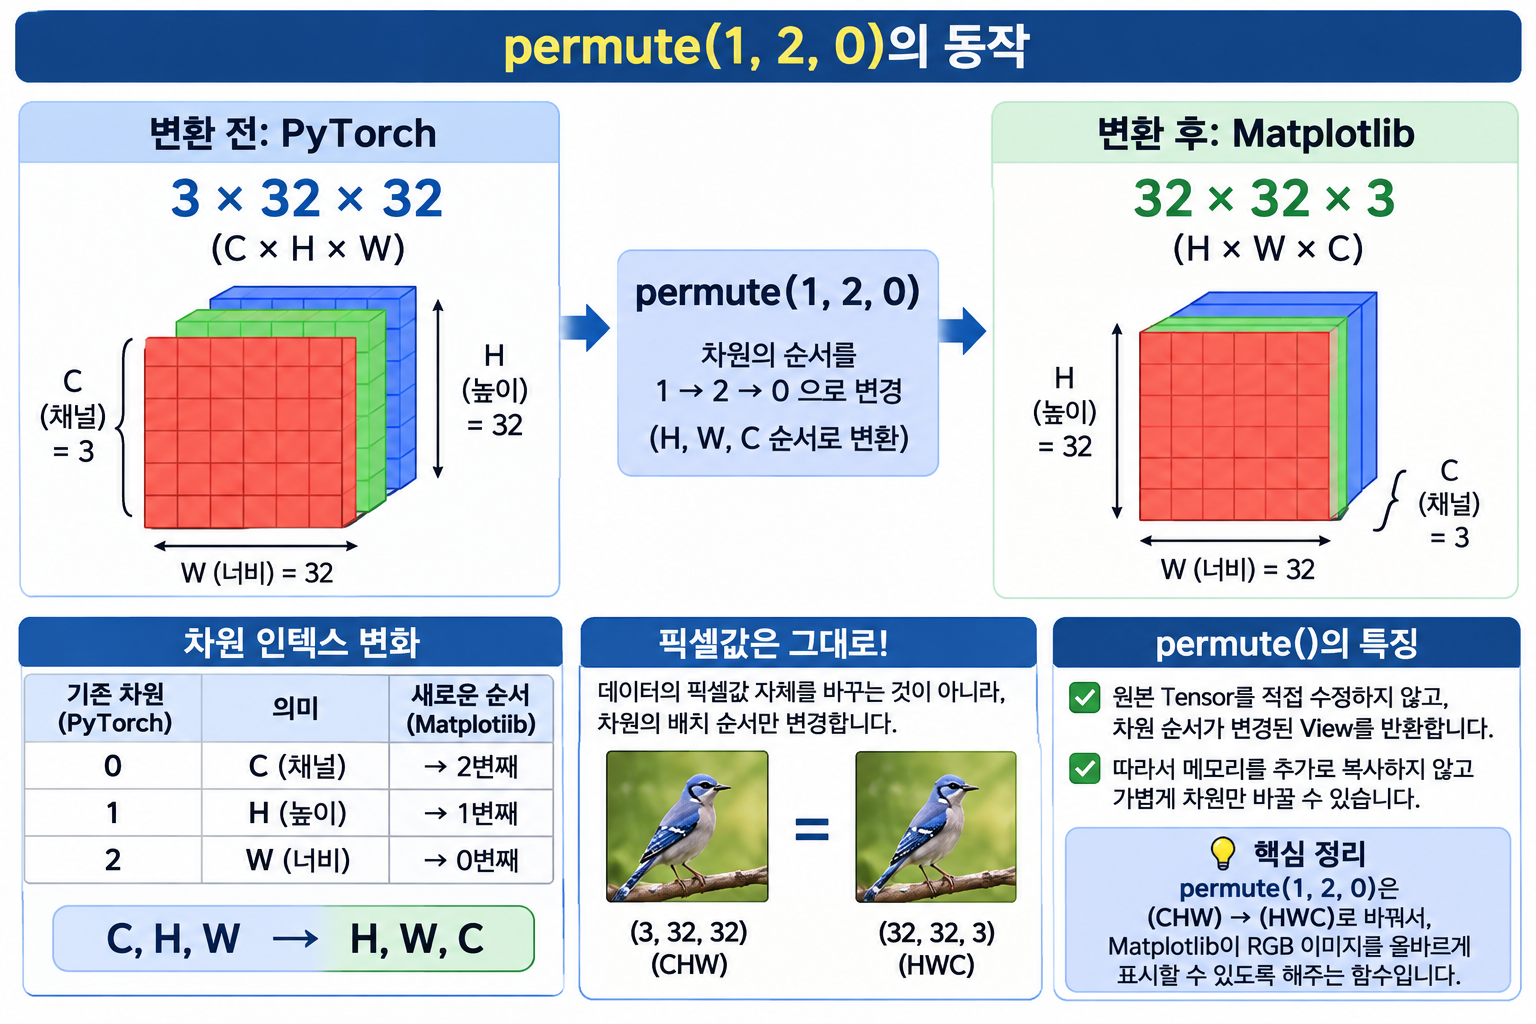 permute(1, 2, 0)의 동작
변환 전: PyTorch
3 × 32 × 32
(C × H × W)
C
(채널)
= 3
H
(높이)
= 32
W (너비) = 32
permute(1, 2, 0)
차원의 순서를
1 → 2 → 0 으로 변경
(H, W, C 순서로 변환)
변환 후: Matplotlib
32 × 32 × 3
(H × W × C)
H
(높이)
= 32
C
(채널)
= 3
W (너비) = 32
차원 인텍스 변화
기존 차원 의미 새로운 순서
(PyTorch) (Matplotiib)
0 C (채널) → 2번째
1 H (높이) → 1번째
2 W (너비) → 0번째
C, H, W → H, W, C
픽셀값은 그대로!
데이터의 픽셀값 자체를 바꾸는 것이 아니라,
차원의 배치 순서만 변경합니다.
=
(3, 32, 32) (32, 32, 3)
(CHW) (HWC)
permute()의 특징
원본 Tensor를 직접 수정하지 않고,
차원 순서가 변경된 View를 반환합니다.
따라서 메모리를 추가로 복사하지 않고
가볍게 차원만 바꿀 수 있습니다.
핵심 정리
permute(1, 2, 0)은
(CHW) → (HWC)로 바꿔서,
Matplotlib이 RGB 이미지를 올바르게
표시할 수 있도록 해주는 함수입니다.